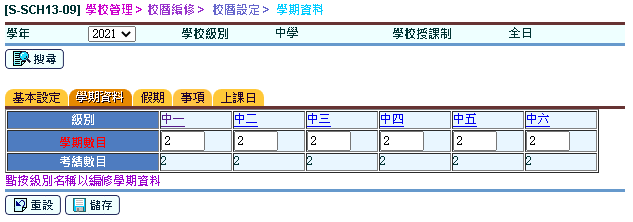 [S-SCH13-09] 學校管理 > 校曆編修 > 校曆設定 > 學期資料
學年 2021 學校級別 中學 學校授課制 全日
搜尋
基本設定 學期資料 假期 事項 上課日
級別 中一 中二 中三 中四 中五 中六
學期數目 2 2 2 2 2 2
考績數目 2 2 2 2 2 2
點按級別名稱以編修學期資料
重設 儲存